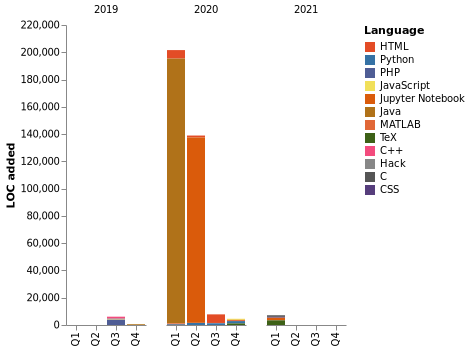 2019 2020 2021
220,000
200,000
180,000
160,000
140,000
120,000
100,000
80,000
60,000
40,000
20,000
0
LOC added
Q1 Q2 Q3 Q4 Q1 Q2 Q3 Q4 Q1 Q2 Q3 Q4
Language
HTML
Python
PHP
JavaScript
Jupyter Notebook
Java
MATLAB
TeX
C++
Hack
C
CSS